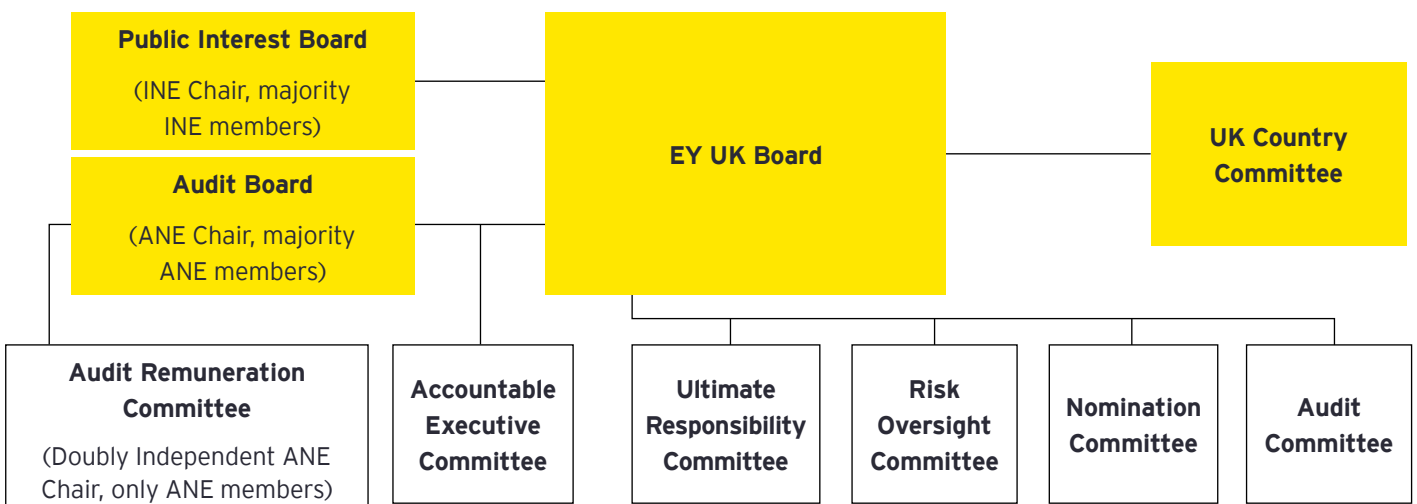 Public Interest Board
(INE Chair, majority
INE members)
Audit Board
(ANE Chair, majority
ANE members)
EY UK Board
UK Country
Committee
Audit Remuneration
Committee
(Doubly Independent ANE
Chair, only ANE members)
Accountable
Executive
Committee
Ultimate
Responsibility
Committee
Risk
Oversight
Committee
Nomination
Committee
Audit
Committee